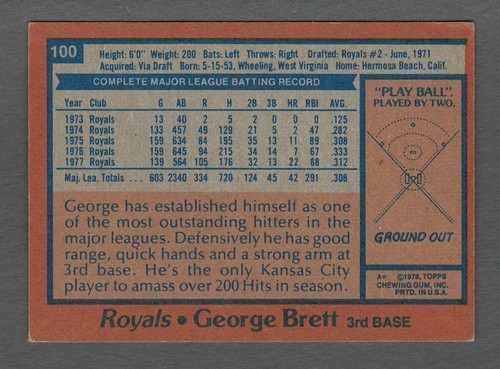 100
Height: 6'0" Weight: 200 Bats: Left Throws: Right Drafted: Royals #2 - June, 1971
Acquired: Via Draft Born: 5-15-53, Wheeling, West Virginia Home: Hermosa Beach, Calif.
COMPLETE MAJOR LEAGUE BATTING RECORD
Year Club G AB R H 2B 3B HR RBI AVG.
1973 Royals 13 40 2 5 2 0 0 0 .125
1974 Royals 133 457 49 129 21 5 2 47 .282
1975 Royals 159 634 84 195 35 13 11 89 .308
1976 Royals 159 645 94 215 34 14 7 67 .333
1977 Royals 139 564 105 176 32 13 22 88 .312
Maj. Lea. Totals ... 603 2340 334 720 124 45 42 291 .308
George has established himself as one of
the most outstanding hitters in the
major leagues. Defensively he has good
range, quick hands and a strong arm at
3rd base. He's the only Kansas City
player to amass over 200 Hits in season.
"PLAY BALL"
PLAYED BY TWO.
GROUND OUT
A* ©1978, TOPPS
CHEWING GUM, INC.
PRTD. IN U.S.A.
Royals • George Brett 3rd BASE